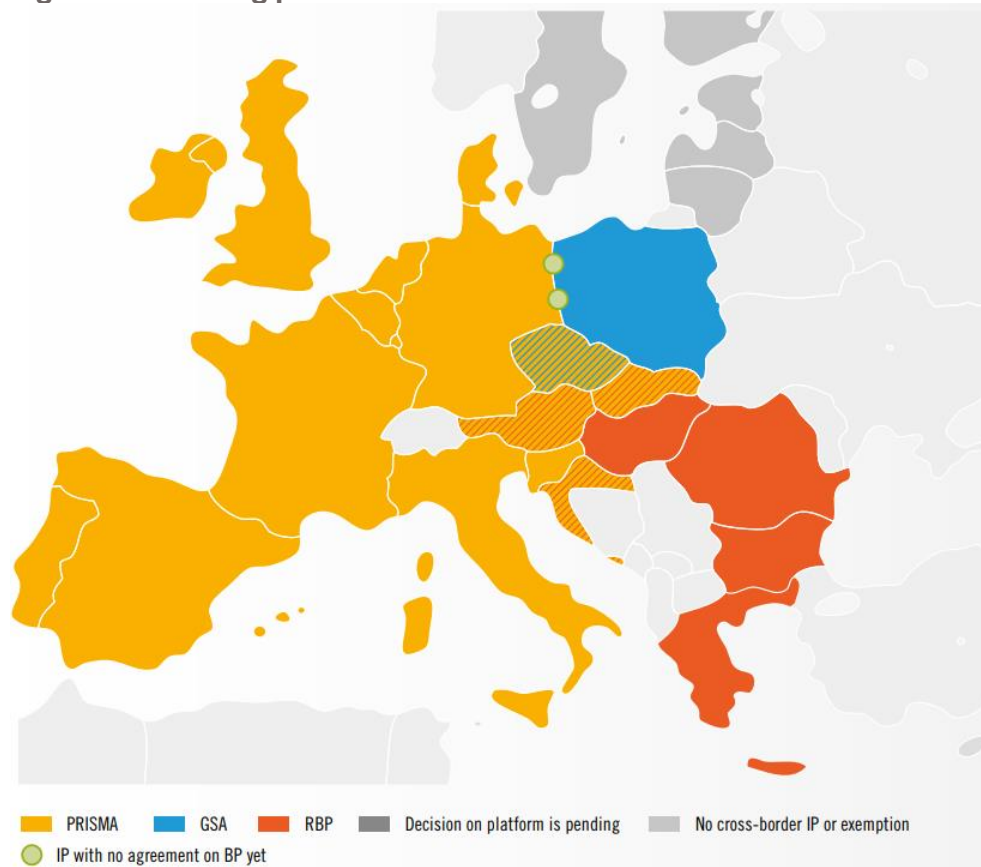 PRISMA GSA RBP Decision on platform is pending No cross-border IP or exemption
IP with no agreement on BP yet